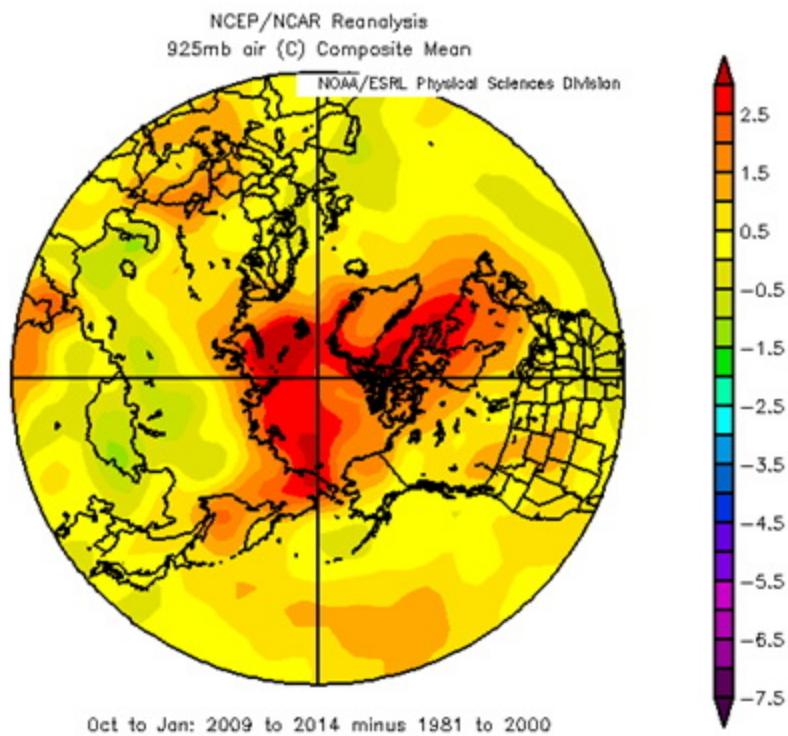 NCEP/NCAR Reanalysis
925mb air (C) Composite Mean
NOAA/ESRL Physical Sciences Division
2.5
1.5
0.5
-0.5
-1.5
-2.5
-3.5
-4.5
-5.5
-6.5
-7.5
Oct to Jan: 2009 to 2014 minus 1981 to 2000